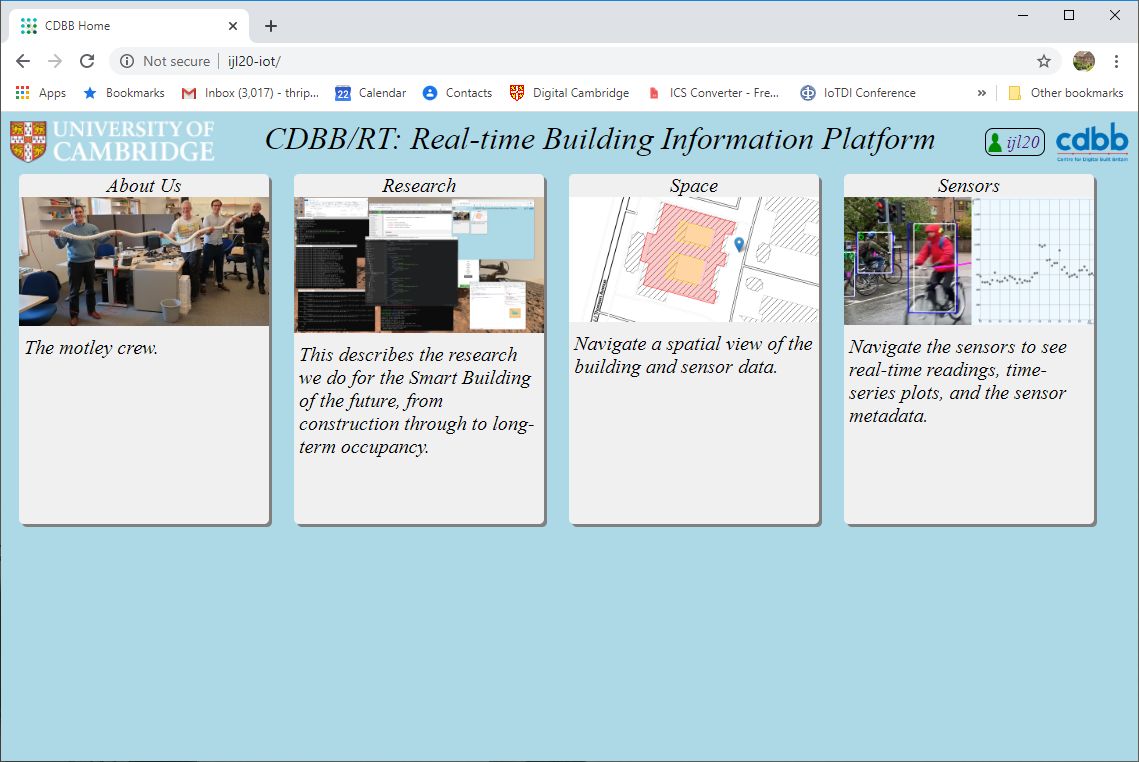 CDBB Home
Not secure | ijl20-iot/
Apps Bookmarks Inbox (3,017) - thrip... Calendar Contacts Digital Cambridge ICS Converter - Fre... IoTDI Conference » Other bookmarks
22
UNIVERSITY OF
CAMBRIDGE
CDBB/RT: Real-time Building Information Platform
ijl20
cdbb
Centre for Digital Built Britain
About Us
The motley crew.
Research
This describes the research
we do for the Smart Building
of the future, from
construction through to long-
term occupancy.
Space
Navigate a spatial view of the
building and sensor data.
Sensors
Navigate the sensors to see
real-time readings, time-
series plots, and the sensor
metadata.